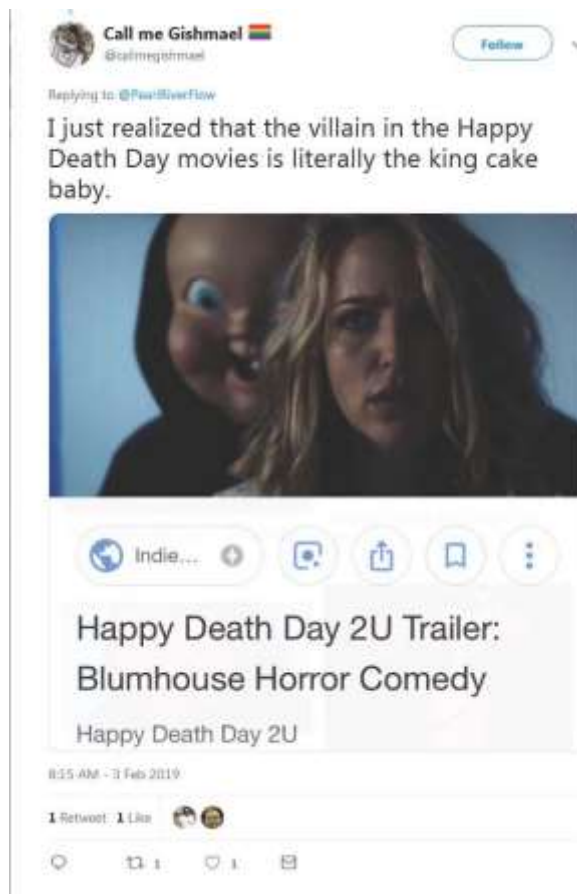 Call me Gishmael
@callmegishmael
Follow
Replying to @PearlRiverFlow
I just realized that the villain in the Happy
Death Day movies is literally the king cake
baby.
Indie...
Happy Death Day 2U Trailer:
Blumhouse Horror Comedy
Happy Death Day 2U
8:15 AM - 3 Feb 2019
1 Retweet 1 Like
1 1